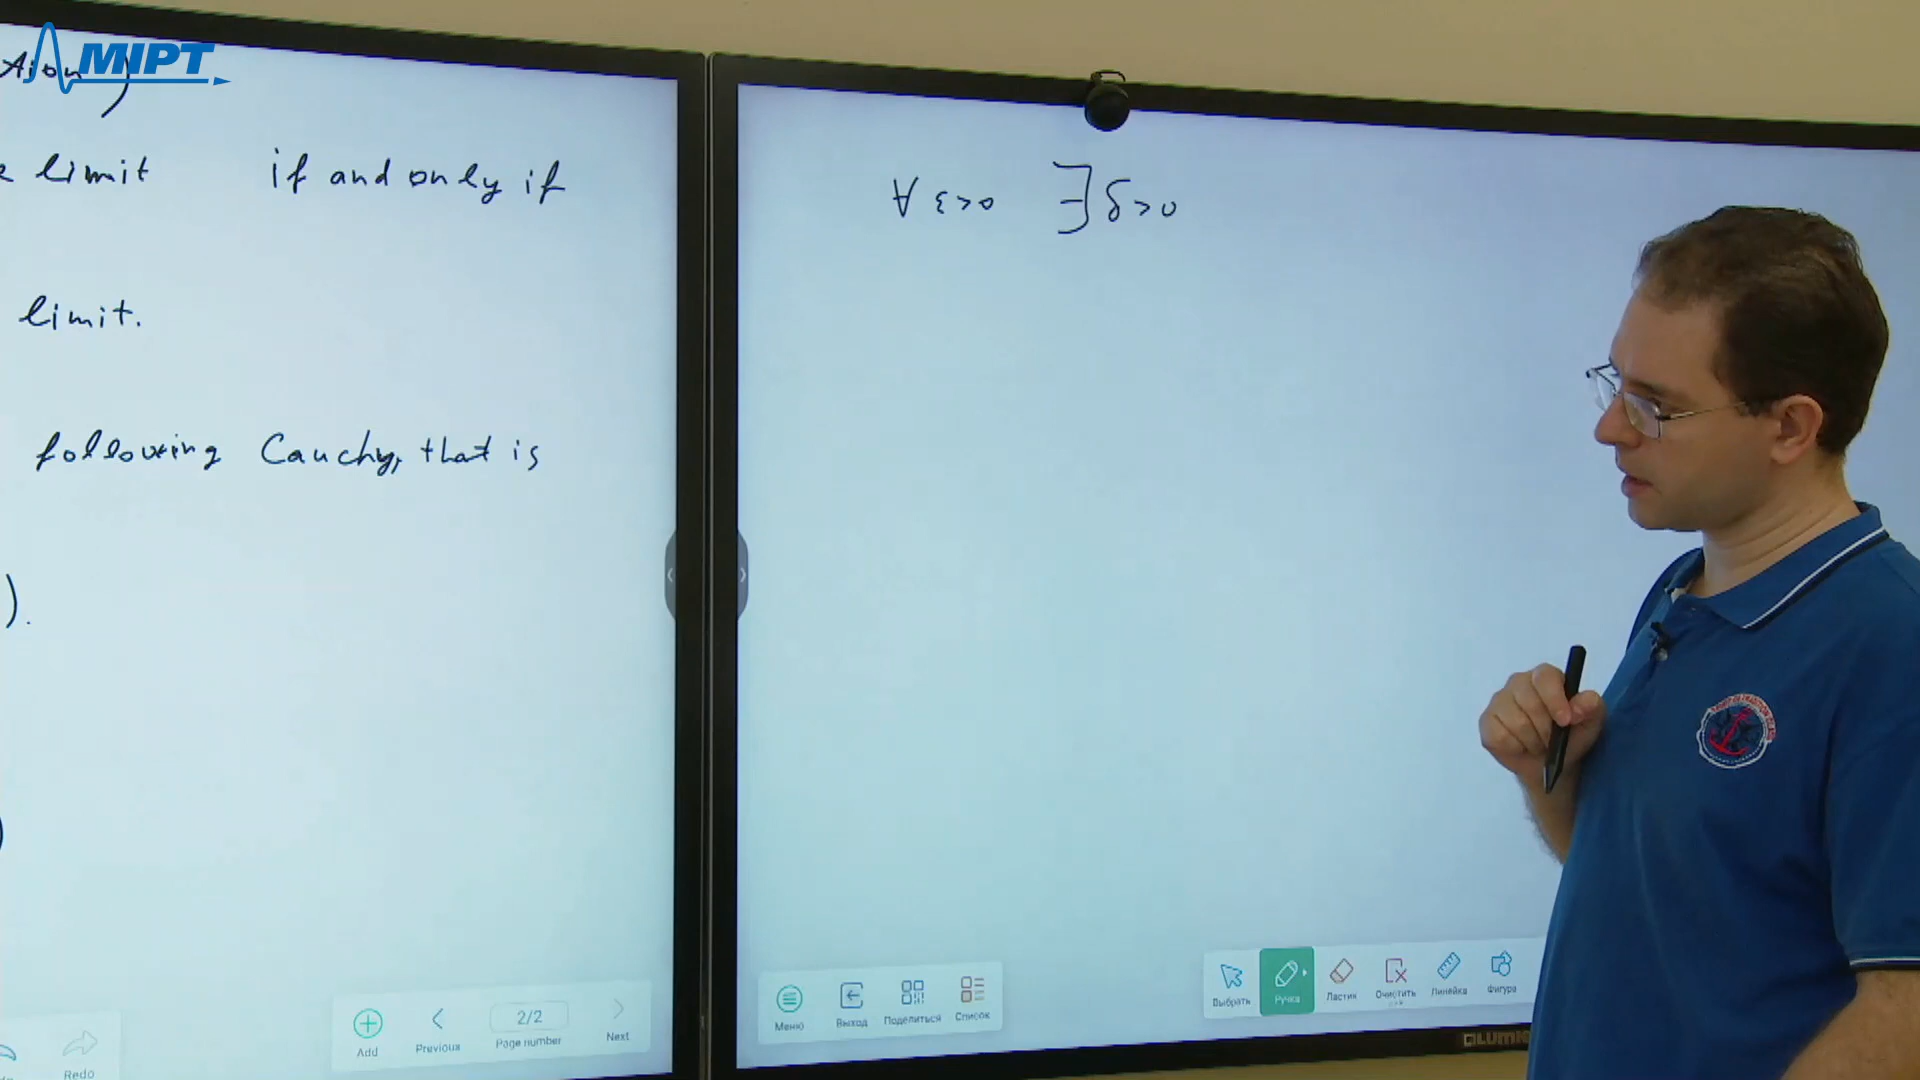 MIPT
limit if and only if
limit.
following Cauchy, that is
).
)
∀ ε>0 ∃ δ>0
Add
Previous
2/2
Page number
Next
Redo
Меню
Выход
Поделиться
Список
Выбрать
Ручка
Ластик
Очистить
Линейка
Фигура